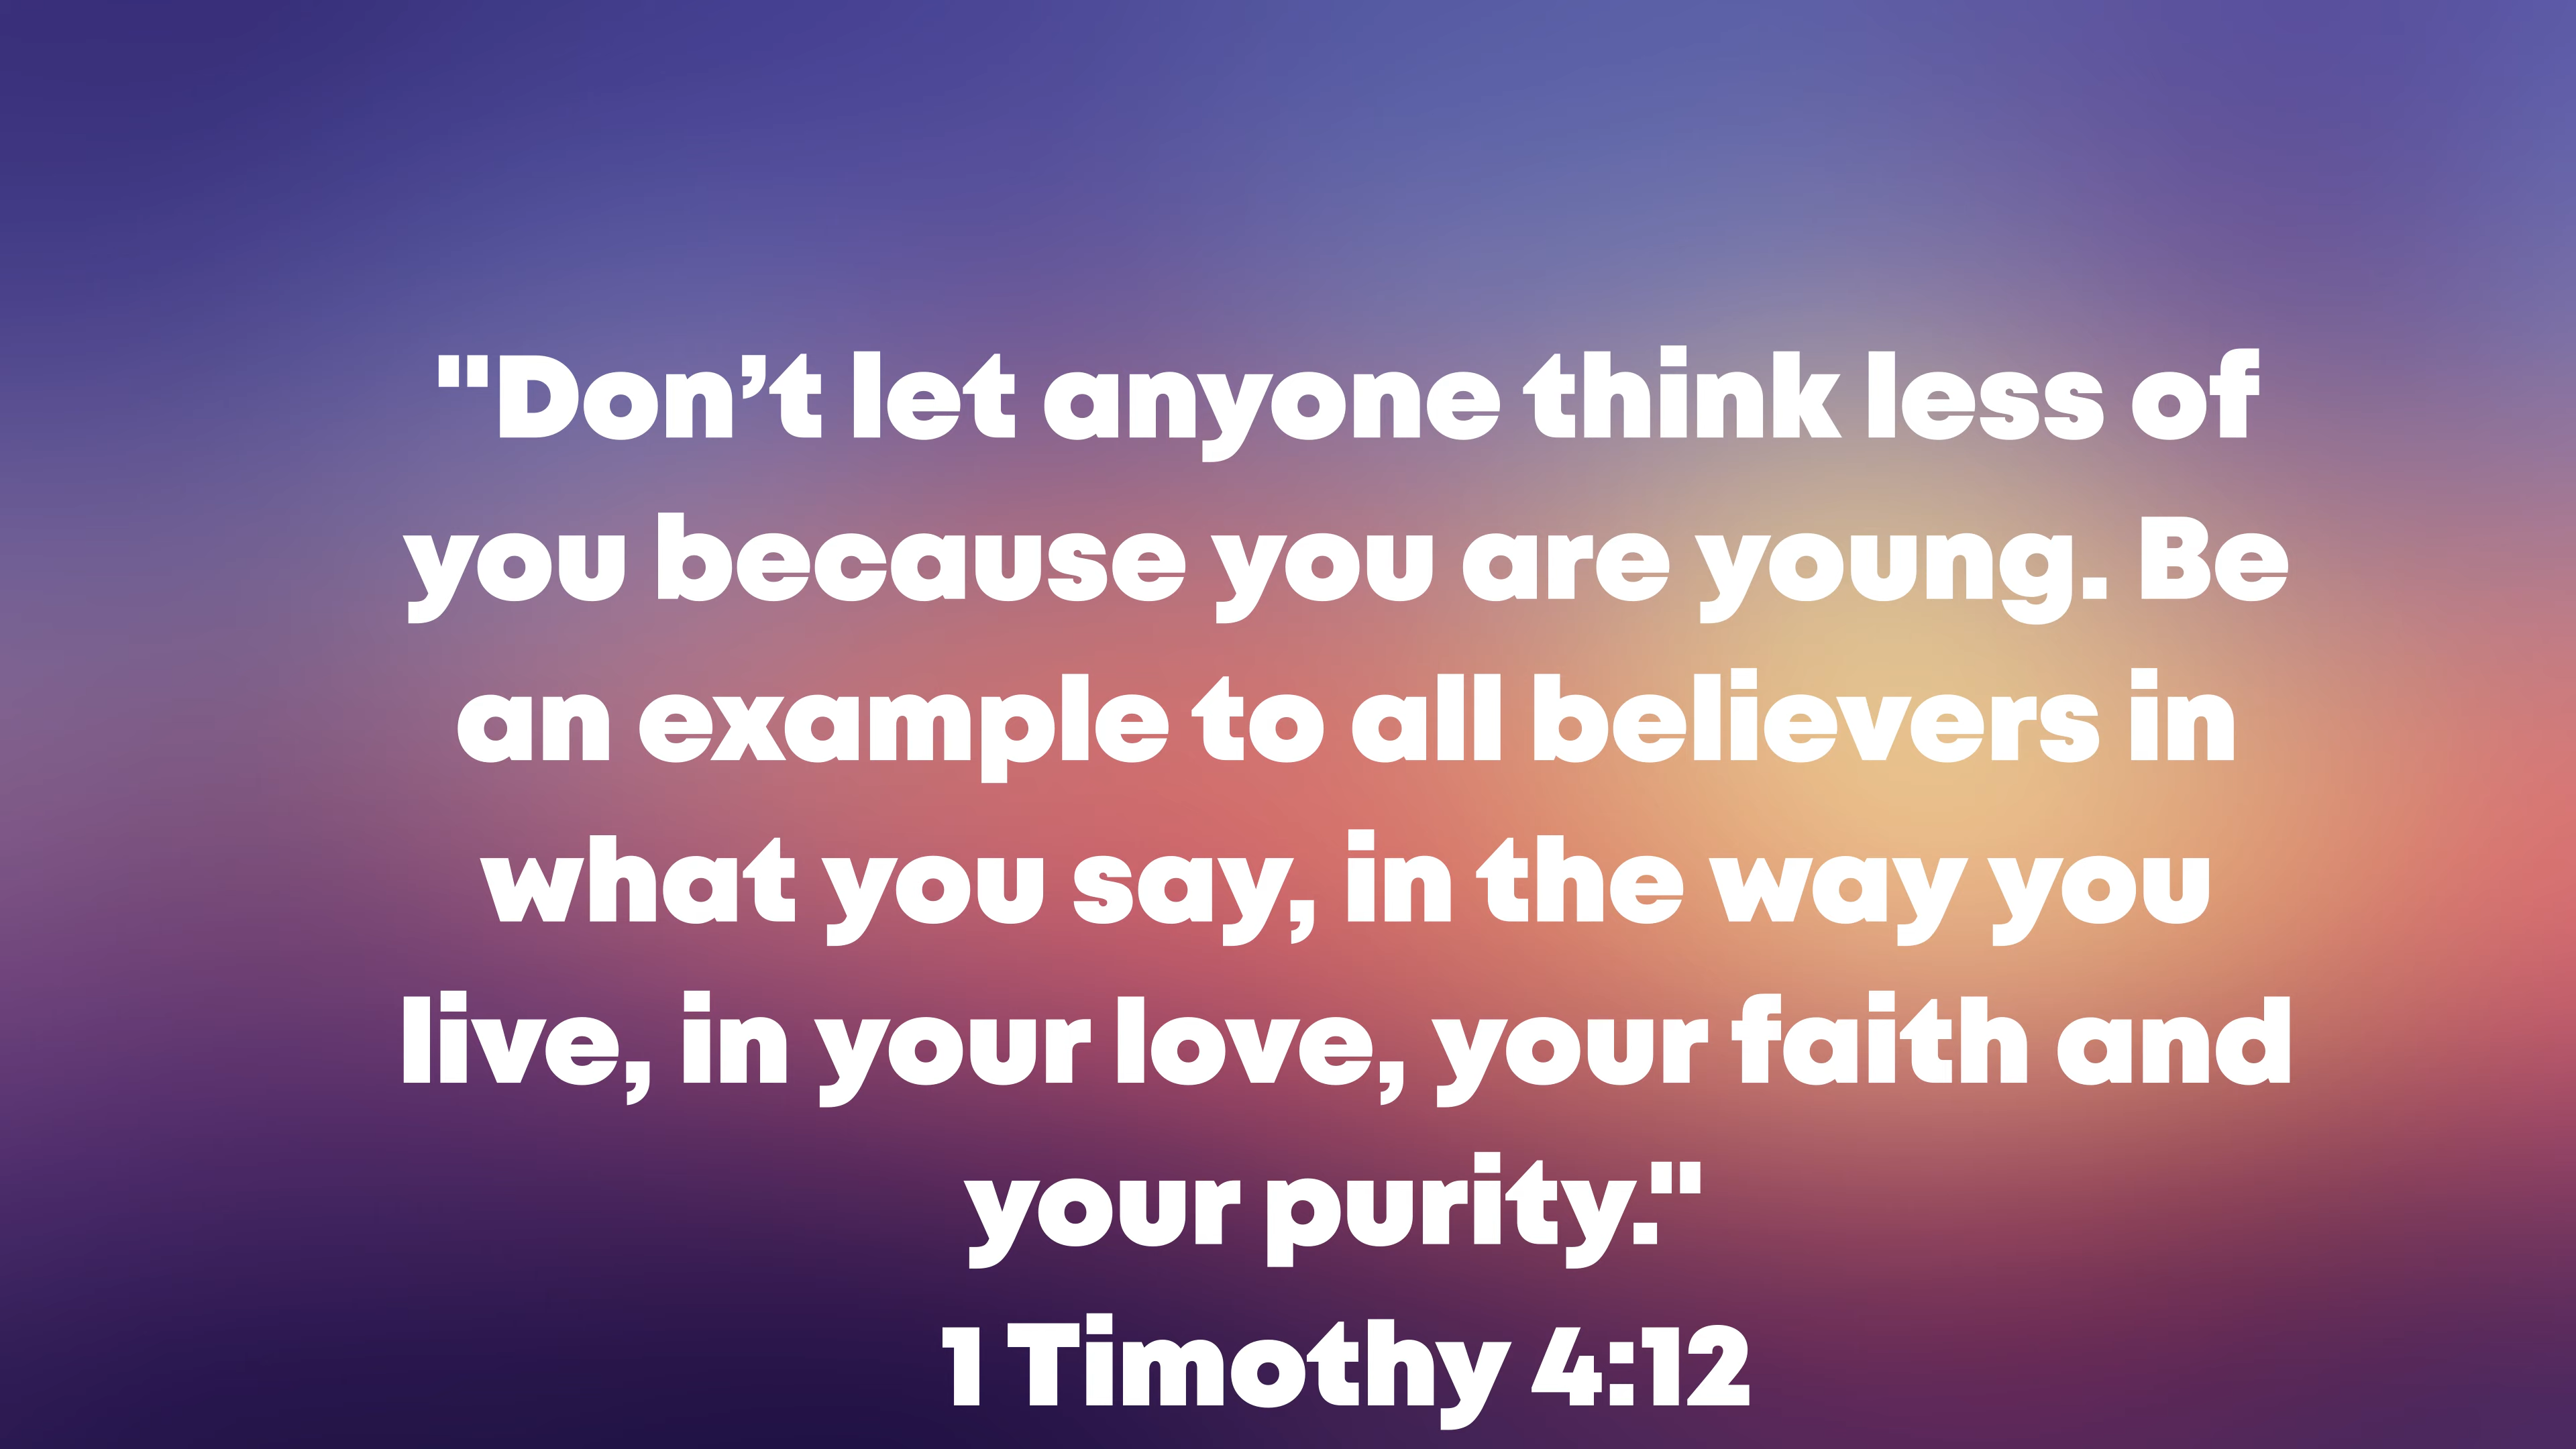 "Don’t let anyone think less of
you because you are young. Be
an example to all believers in
what you say, in the way you
live, in your love, your faith and
your purity."
1 Timothy 4:12